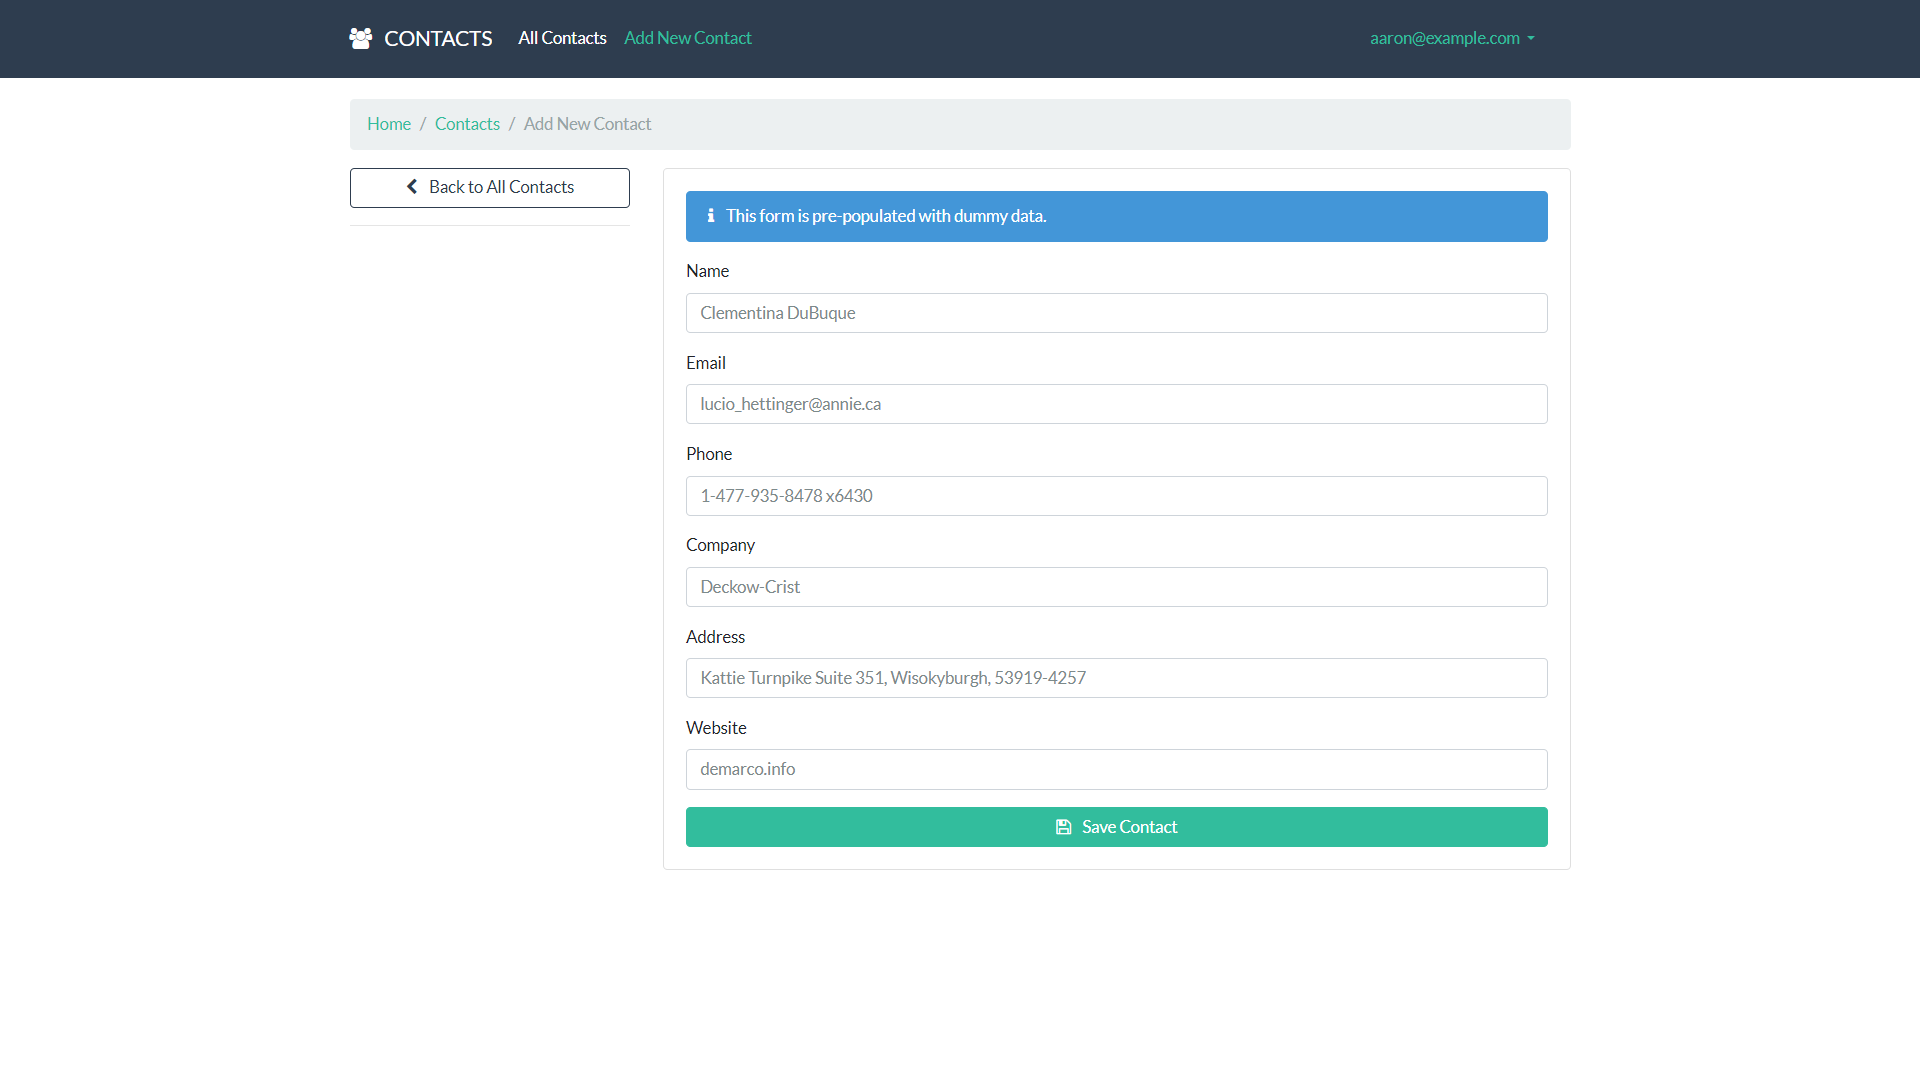 CONTACTS All Contacts Add New Contact aaron@example.com
Home / Contacts / Add New Contact
Back to All Contacts
This form is pre-populated with dummy data.
Name
Clementina DuBuque
Email
lucio_hettinger@annie.ca
Phone
1-477-935-8478 x6430
Company
Deckow-Crist
Address
Kattie Turnpike Suite 351, Wisokyburgh, 53919-4257
Website
demarco.info
Save Contact